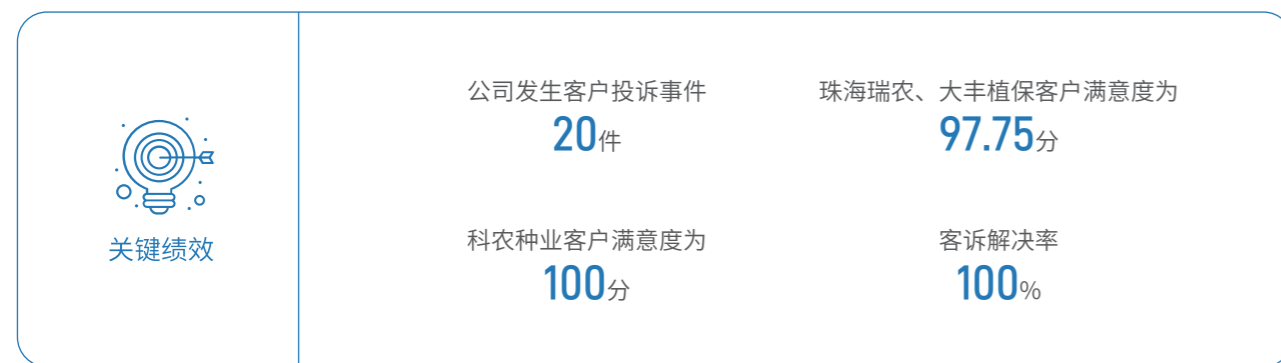 关键绩效
公司发生客户投诉事件
20件
珠海瑞农、大丰植保客户满意度为
97.75分
科农种业客户满意度为
100分
客诉解决率
100%